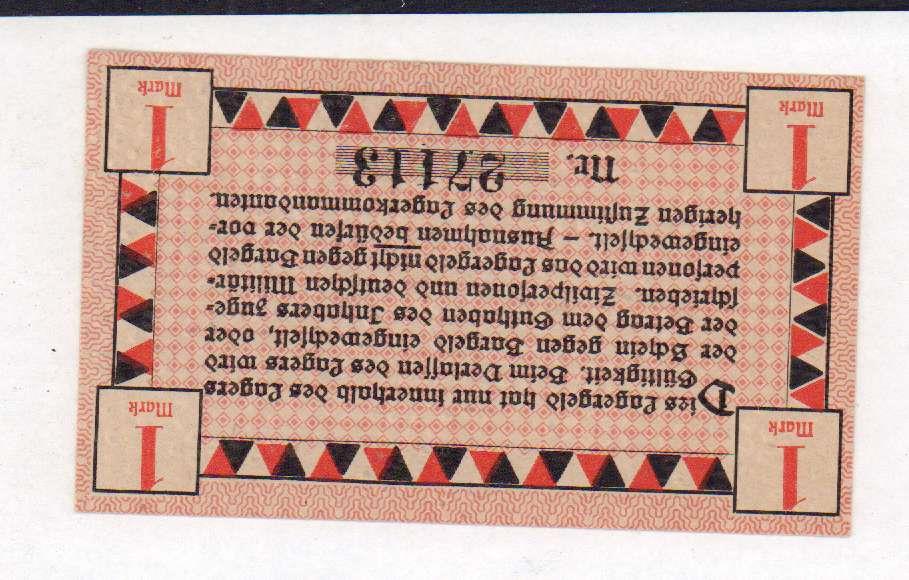 1 Mark
1 Mark
Dies Lagergeld hat nur innerhalb des Lagers
Gültigkeit. Beim Verlassen des Lagers wird
der Schein gegen Bargeld eingewechselt, oder
der Betrag dem Guthaben des Inhabers zuge-
schrieben. Zivilpersonen und deutschen Militär-
personen wird das Lagergeld nicht gegen Bargeld
eingewechselt. – Ausnahmen bedürfen der vor-
herigen Zustimmung des Lagerkommandanten.
Nr. 27113
1 Mark
1 Mark